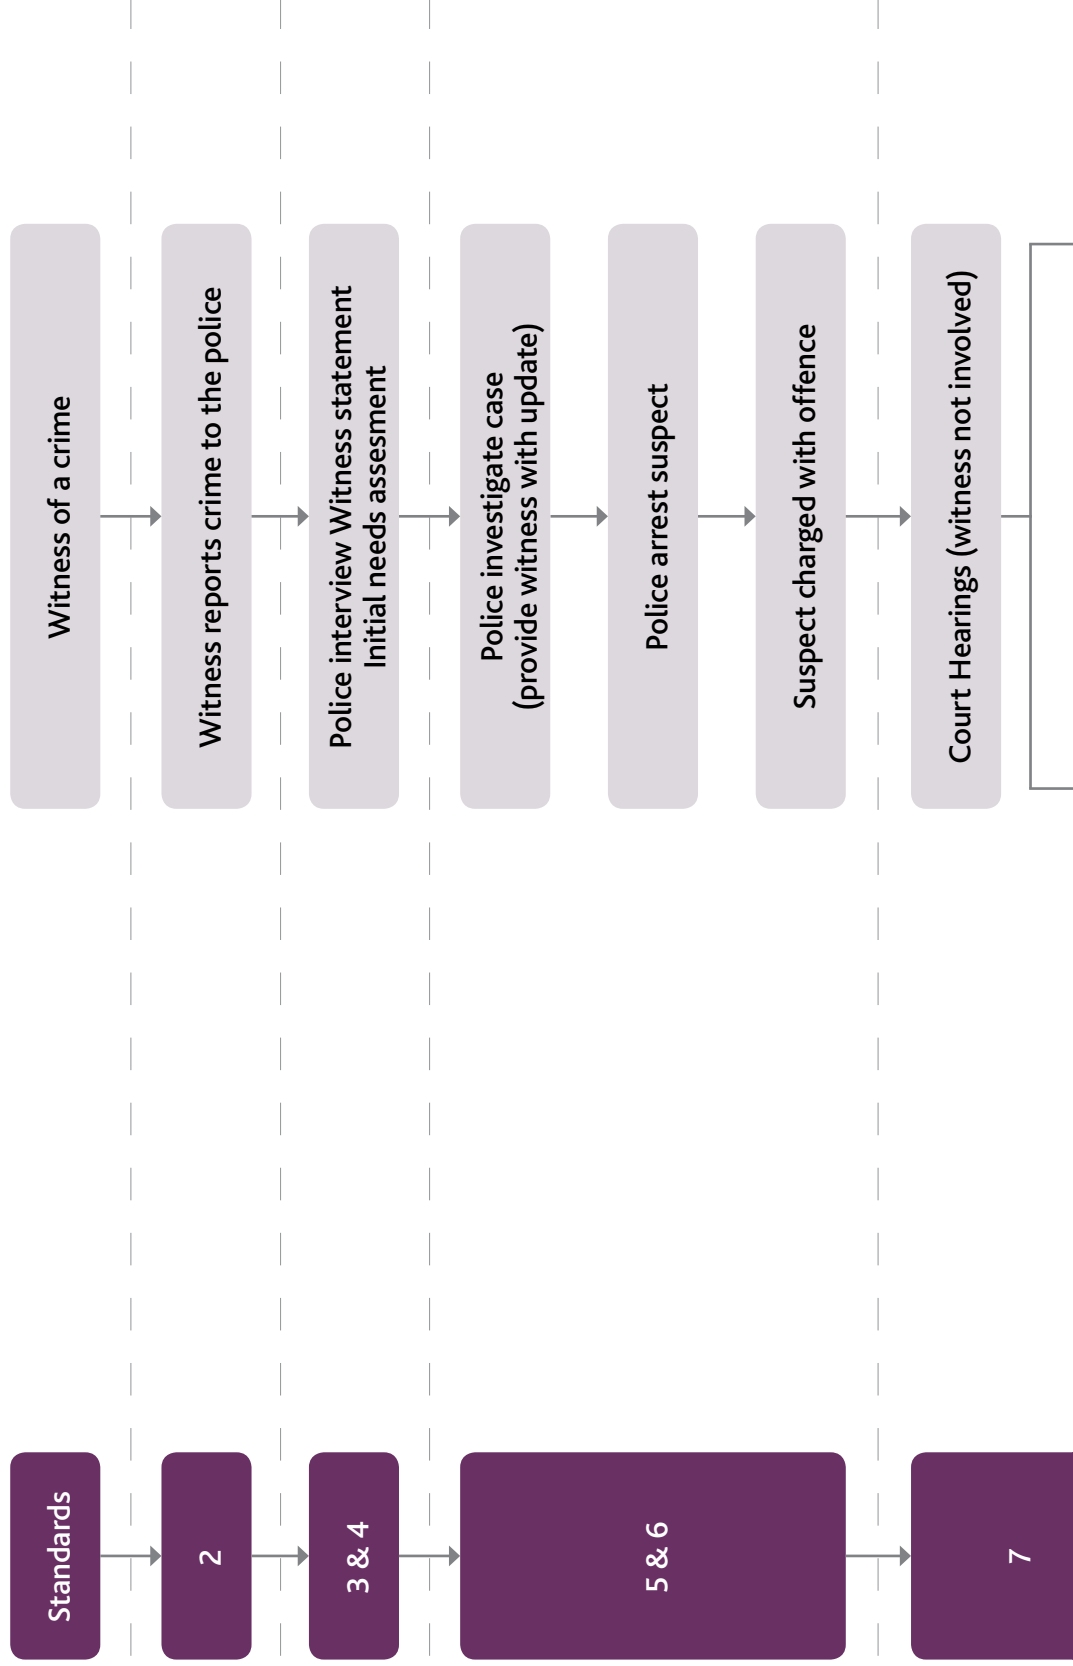 Standards
Witness of a crime
2
Witness reports crime to the police
3 & 4
Police interview Witness statement
Initial needs assesment
5 & 6
Police investigate case
(provide witness with update)
Police arrest suspect
Suspect charged with offence
7
Court Hearings (witness not involved)